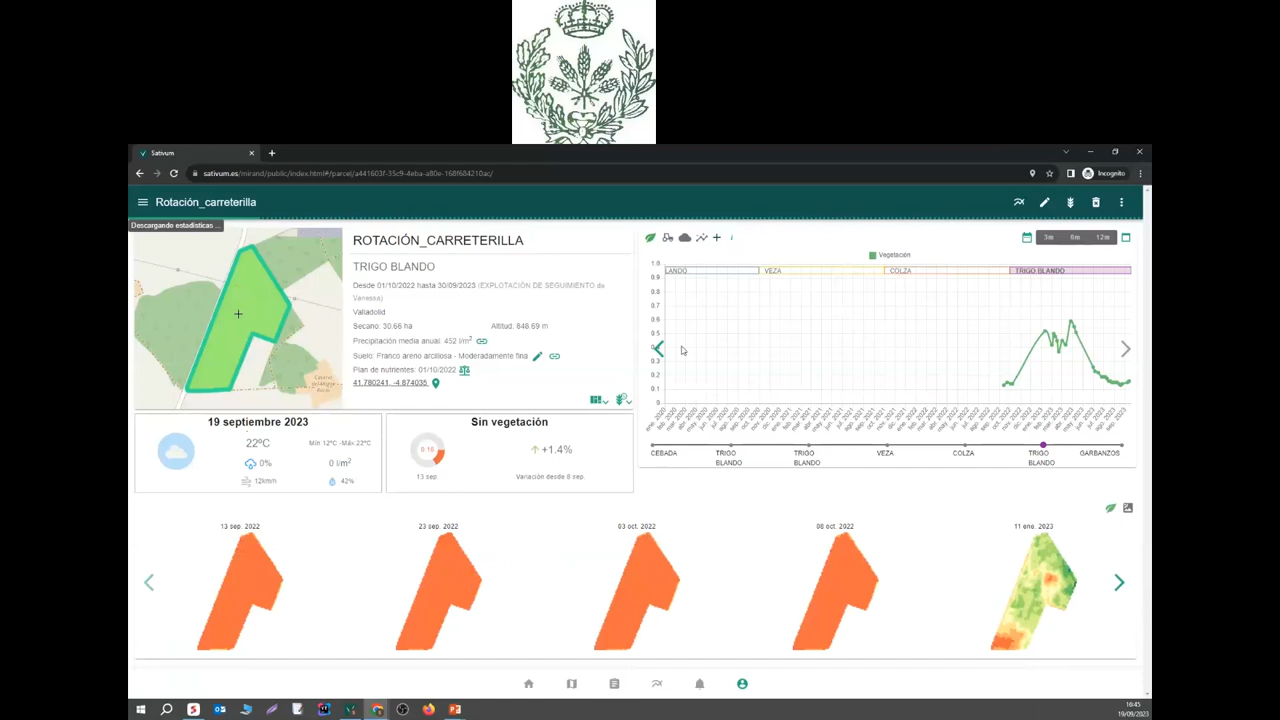 Sativum
sativum.es/mirand/public/index.html#/parcel/a441603f-35c9-4eba-a80e-168f684210ac/
Incognito
Rotación_carreterilla
Descargando estadísticas ...
ROTACIÓN_CARRETERILLA
TRIGO BLANDO
Desde 01/10/2022 hasta 30/09/2023 (EXPLOTACIÓN DE SEGUIMIENTO de
Vanessa)
Valladolid
Secano: 30.66 ha Altitud: 848.69 m
Precipitación media anual: 452 l/m²
Suelo: Franco areno arcillosa - Moderadamente fina
Plan de nutrientes: 01/10/2022
41.780241, -4.874035
3m 6m 12m
Vegetación
LANDO VEZA COLZA TRIGO BLANDO
1.0
0.9
0.8
0.7
0.6
0.5
0.4
0.3
0.2
0.1
0
CEBADA TRIGO BLANDO TRIGO BLANDO VEZA COLZA TRIGO BLANDO GARBANZOS
19 septiembre 2023
22ºC Mín 12ºC -Máx 22ºC
0% 0 l/m²
12km/h 42%
Sin vegetación
0.16 +1.4%
13 sep. Variación desde 8 sep.
13 sep. 2022 23 sep. 2022 03 oct. 2022 08 oct. 2022 11 ene. 2023
16:45
19/09/2023